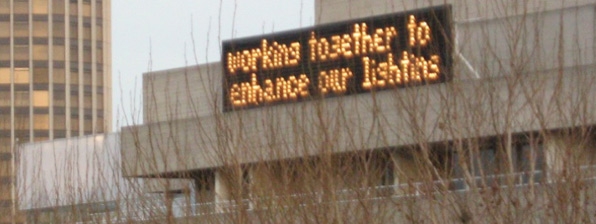 working together to
enhance our lighting